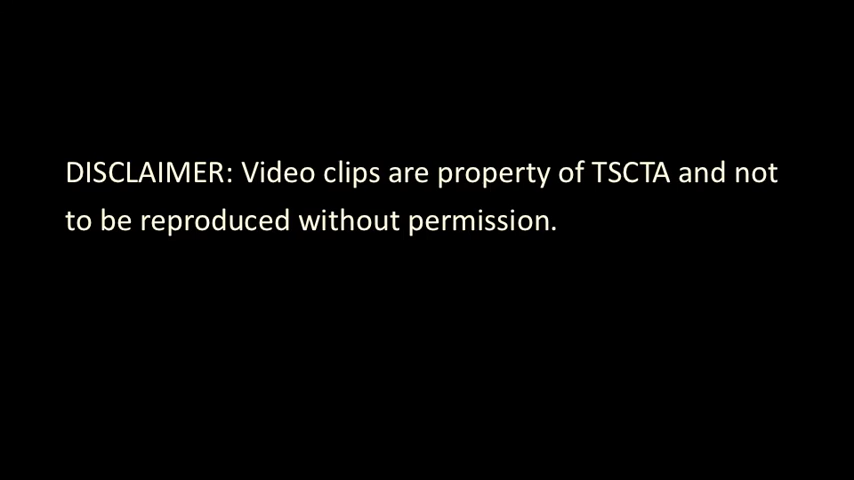 DISCLAIMER: Video clips are property of TSCTA and not
to be reproduced without permission.